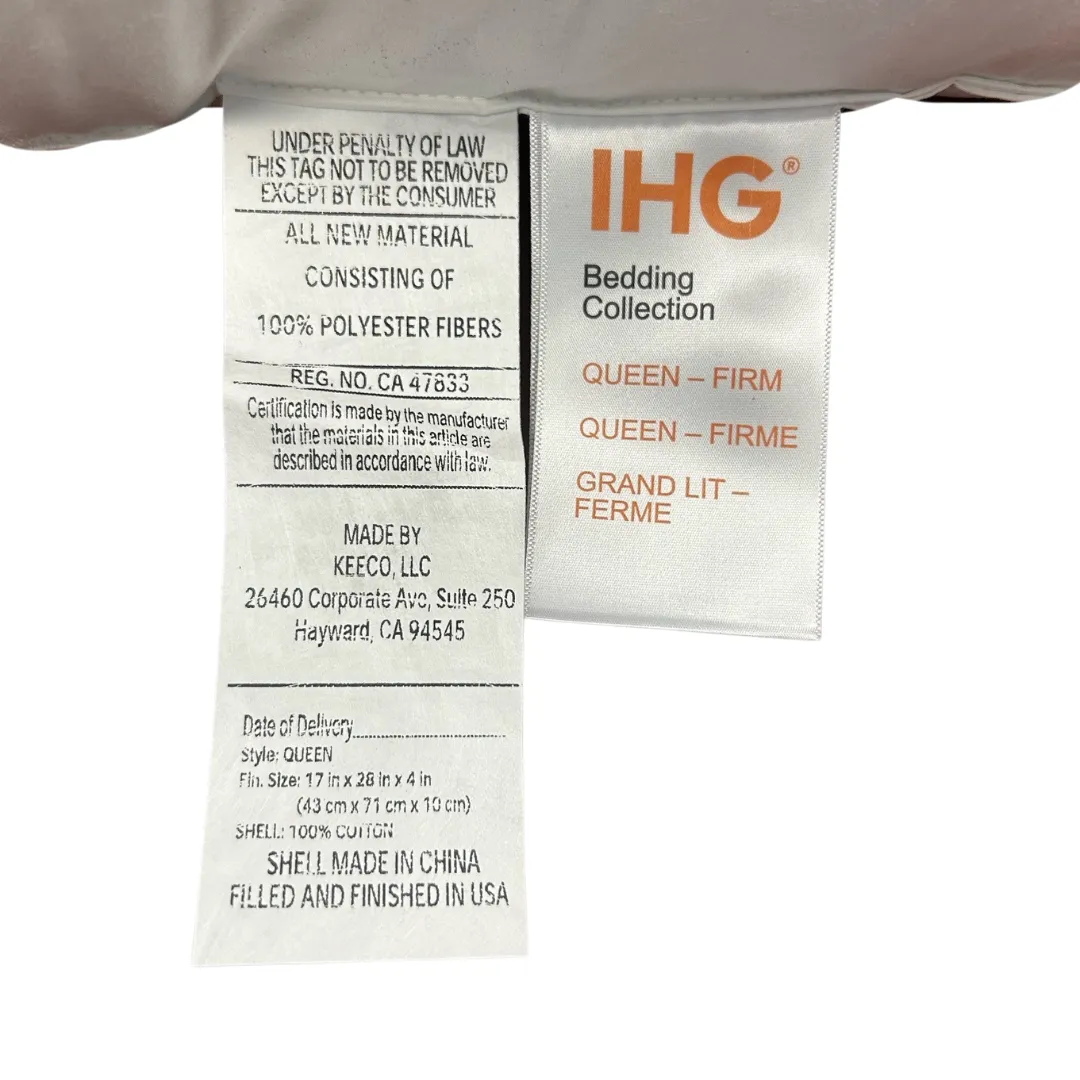 UNDER PENALTY OF LAW
THIS TAG NOT TO BE REMOVED
EXCEPT BY THE CONSUMER
ALL NEW MATERIAL
CONSISTING OF
100% POLYESTER FIBERS
REG. NO. CA 47833
Certification is made by the manufacturer
that the materials in this article are
described in accordance with law.
MADE BY
KEECO, LLC
26460 Corporate Ave, Suite 250
Hayward, CA 94545
Date of Delivery
Style: QUEEN
Fin. Size: 17 in x 28 in x 4 in
(43 cm x 71 cm x 10 cm)
SHELL: 100% COTTON
SHELL MADE IN CHINA
FILLED AND FINISHED IN USA
IHG®
Bedding
Collection
QUEEN – FIRM
QUEEN – FIRME
GRAND LIT –
FERME